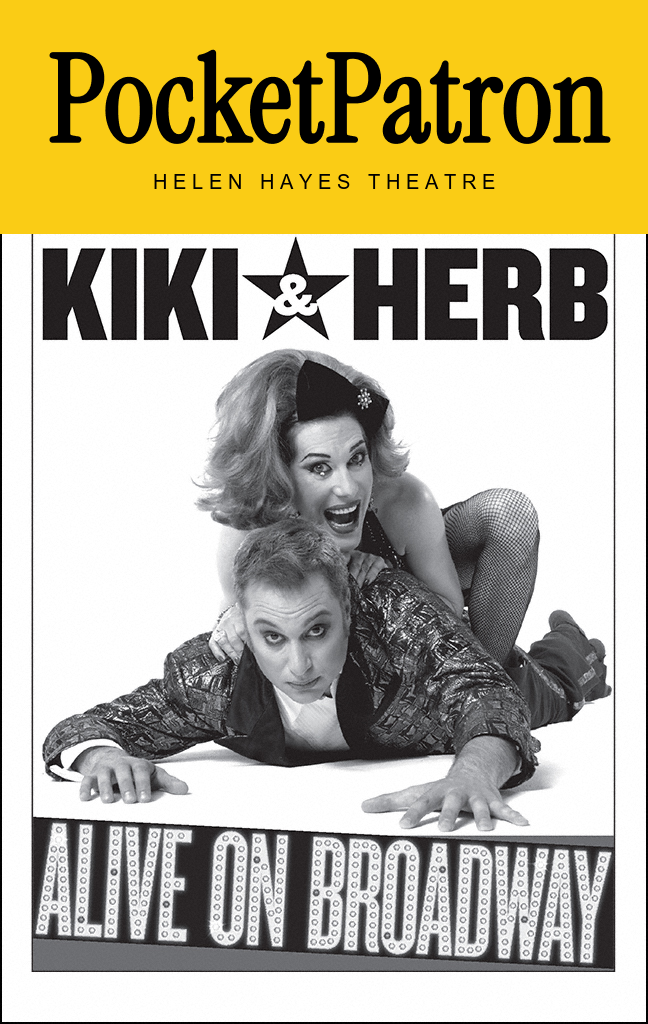 PocketPatron
HELEN HAYES THEATRE
KIKI & HERB
ALIVE ON BROADWAY